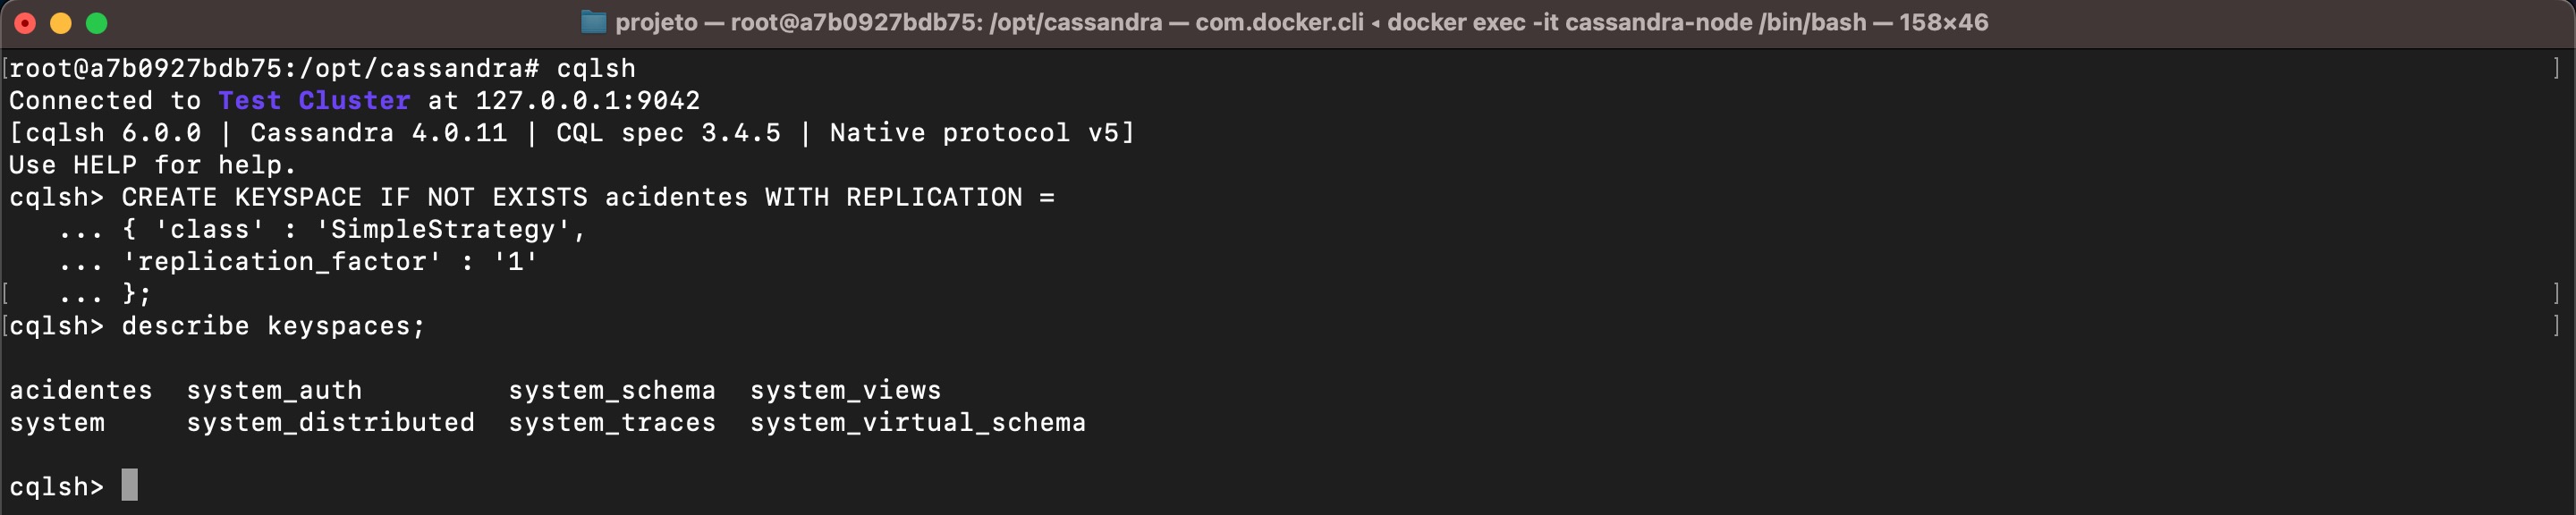 projeto — root@a7b0927bdb75: /opt/cassandra — com.docker.cli ◂ docker exec -it cassandra-node /bin/bash — 158×46
[root@a7b0927bdb75:/opt/cassandra# cqlsh ]
Connected to Test Cluster at 127.0.0.1:9042
[cqlsh 6.0.0 | Cassandra 4.0.11 | CQL spec 3.4.5 | Native protocol v5]
Use HELP for help.
cqlsh> CREATE KEYSPACE IF NOT EXISTS acidentes WITH REPLICATION =
   ... { 'class' : 'SimpleStrategy',
   ... 'replication_factor' : '1'
[   ... }; ]
[cqlsh> describe keyspaces; ]
acidentes  system_auth         system_schema  system_views
system     system_distributed  system_traces  system_virtual_schema
cqlsh>